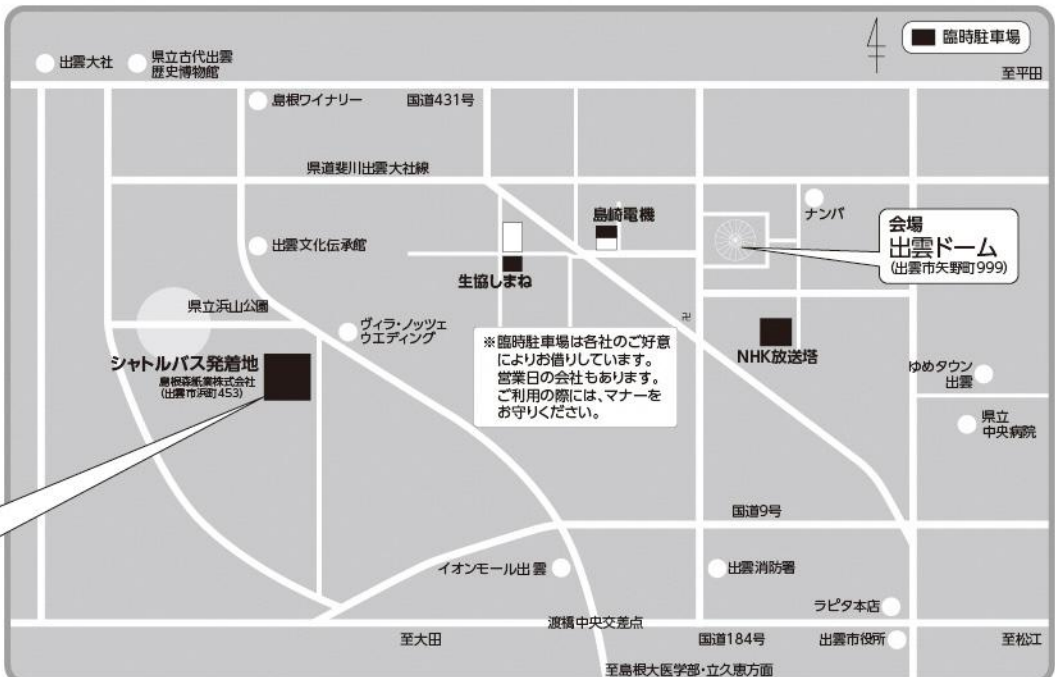 臨時駐車場
出雲大社
県立古代出雲
歴史博物館
至平田
島根ワイナリー
国道431号
県道斐川出雲大社線
島崎電機
ナンバ
会場
出雲ドーム
(出雲市矢野町999)
出雲文化伝承館
生協しまね
県立浜山公園
ヴィラ・ノッツェ
ウエディング
卍
※臨時駐車場は各社のご好意
によりお借りしています。
営業日の会社もあります。
ご利用の際には、マナーを
お守りください。
NHK放送塔
シャトルバス発着地
島根森紙業株式会社
(出雲市浜町453)
ゆめタウン
出雲
県立
中央病院
国道9号
イオンモール出雲
出雲消防署
ラピタ本店
渡橋中央交差点
至大田
国道184号
出雲市役所
至松江
至島根大医学部・立久恵方面